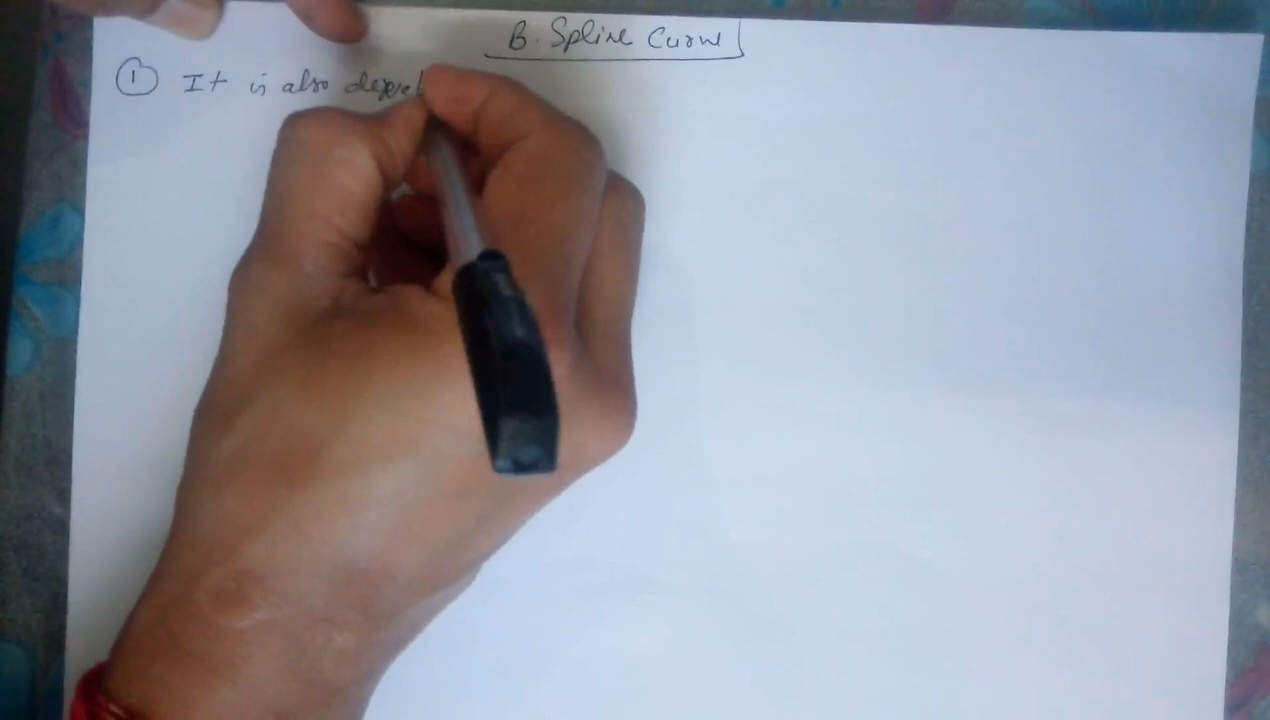 B. Spline Curve
① It is also